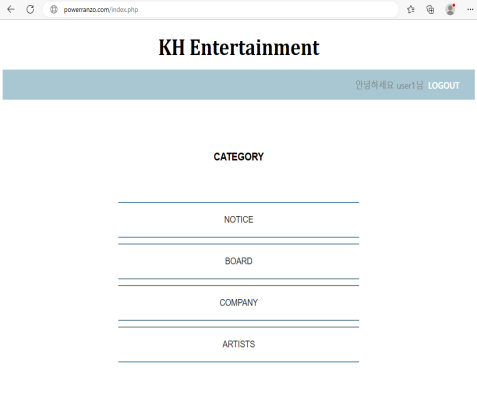 powerranzo.com/index.php
KH Entertainment
안녕하세요 user1님 LOGOUT
CATEGORY
NOTICE
BOARD
COMPANY
ARTISTS